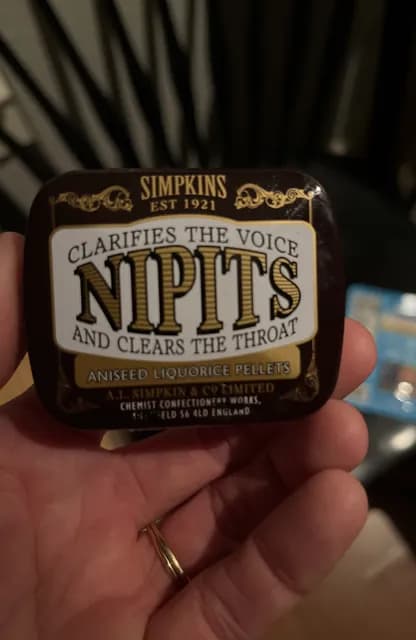 SIMPKINS
EST 1921
CLARIFIES THE VOICE
NIPITS
AND CLEARS THE THROAT
ANISEED LIQUORICE PELLETS
A.L. SIMPKIN & CO LIMITED
CHEMIST CONFECTIONERY WORKS,
S6 4LD ENGLAND